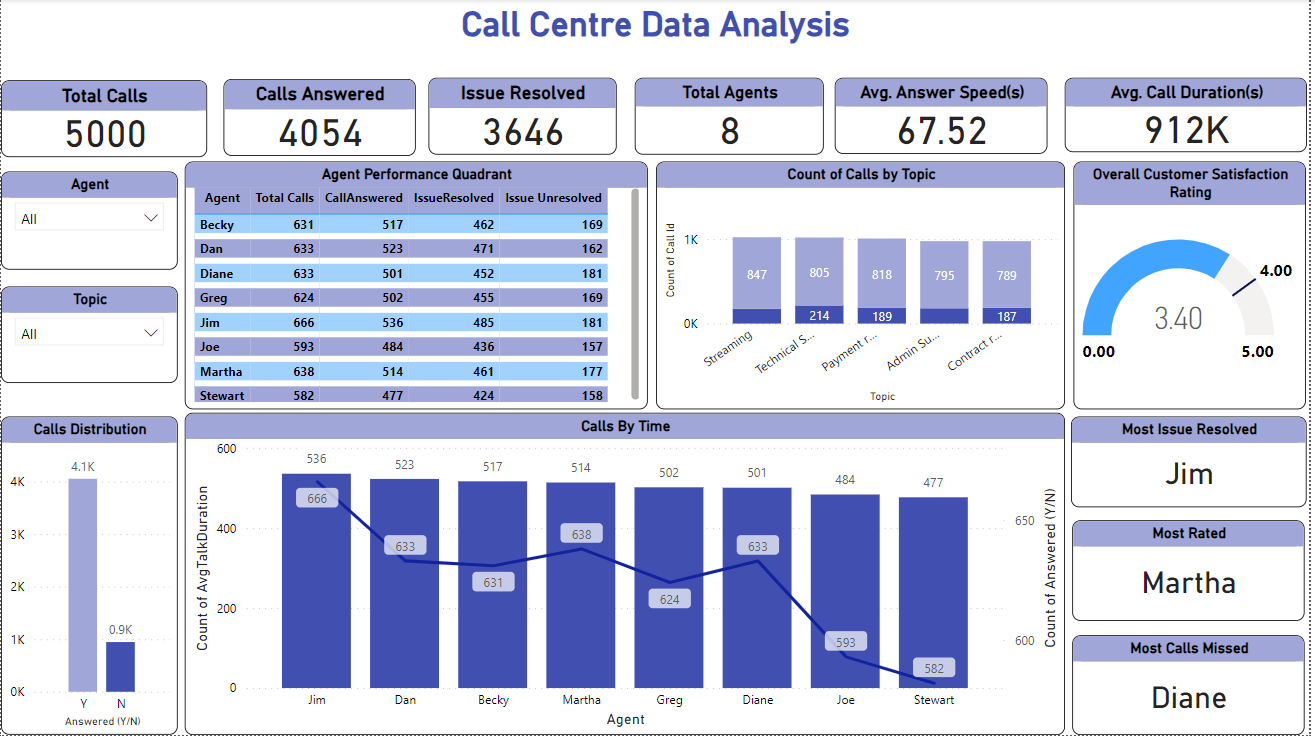 Call Centre Data Analysis
Total Calls
5000
Calls Answered
4054
Issue Resolved
3646
Total Agents
8
Avg. Answer Speed(s)
67.52
Avg. Call Duration(s)
912K
Agent
All
Topic
All
Agent Performance Quadrant
Agent Total Calls CallAnswered IssueResolved Issue Unresolved
Becky 631 517 462 169
Dan 633 523 471 162
Diane 633 501 452 181
Greg 624 502 455 169
Jim 666 536 485 181
Joe 593 484 436 157
Martha 638 514 461 177
Stewart 582 477 424 158
Count of Calls by Topic
Count of Call Id
1K
0K
847 805 818 795 789
214 189 187
Streaming Technical S... Payment r... Admin Su... Contract r...
Topic
Overall Customer Satisfaction
Rating
4.00
3.40
0.00 5.00
Calls Distribution
4.1K
4K
3K
2K
1K
0K
0.9K
Y N
Answered (Y/N)
Calls By Time
Count of AvgTalkDuration
600
400
200
0
536 523 517 514 502 501 484 477
666 633 631 638 624 633 593 582
650
600
Count of Answered (Y/N)
Jim Dan Becky Martha Greg Diane Joe Stewart
Agent
Most Issue Resolved
Jim
Most Rated
Martha
Most Calls Missed
Diane